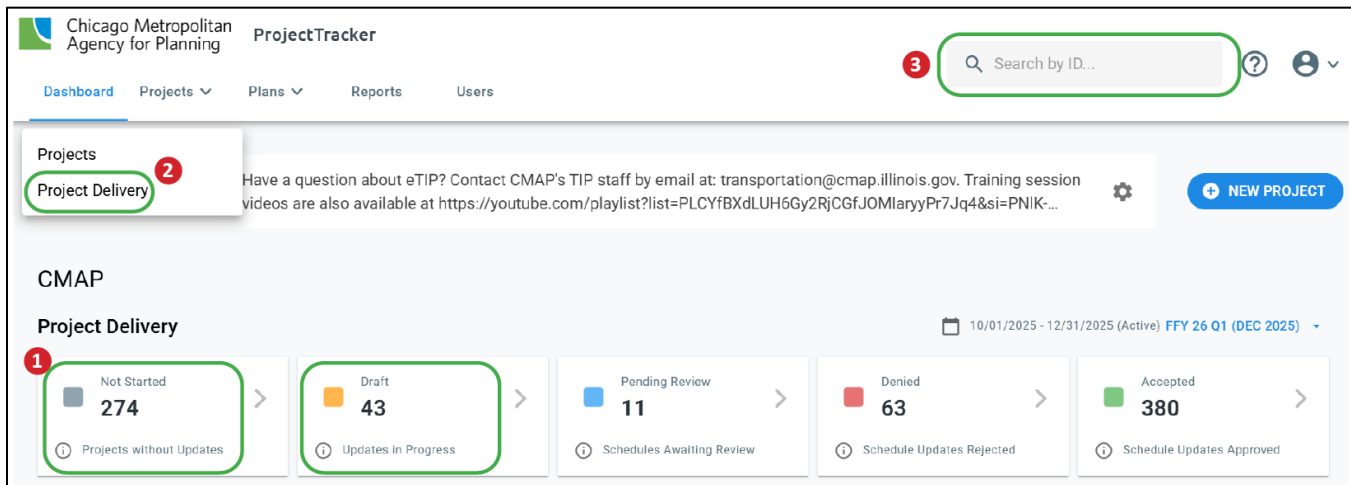 Chicago Metropolitan
Agency for Planning
ProjectTracker
3
Search by ID...
Dashboard Projects Plans Reports Users
Projects
2
Project Delivery
Have a question about eTIP? Contact CMAP's TIP staff by email at: transportation@cmap.illinois.gov. Training session
videos are also available at https://youtube.com/playlist?list=PLCYfBXdLUH6Gy2RjCGfJOMlaryyPr7Jq4&si=PNlK-...
NEW PROJECT
CMAP
Project Delivery
10/01/2025 - 12/31/2025 (Active) FFY 26 Q1 (DEC 2025)
1
Not Started
274
Projects without Updates
Draft
43
Updates in Progress
Pending Review
11
Schedules Awaiting Review
Denied
63
Schedule Updates Rejected
Accepted
380
Schedule Updates Approved